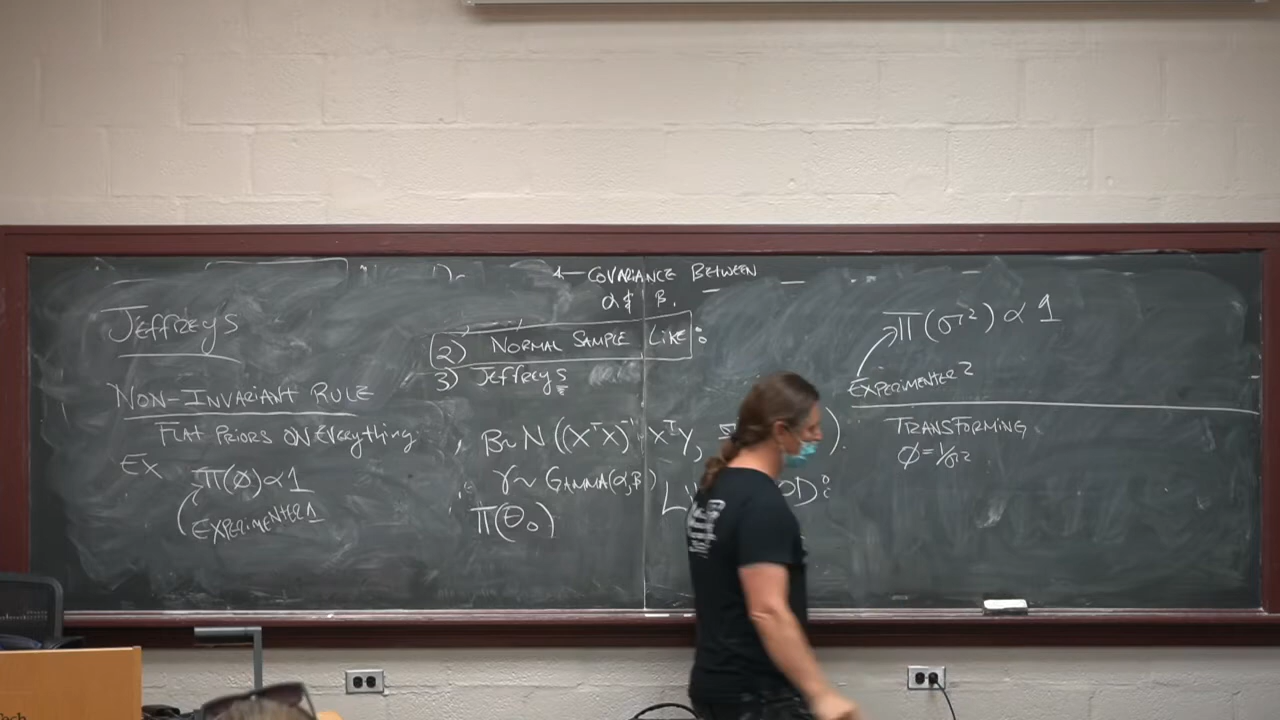 Jeffreys
Non-Invariant Rule
Flat Priors on Everything
Ex π(φ) ∝ 1
Experimenter 1
Covariance Between
α & β.
2) Normal Sample Like:
3) Jeffreys
β~N((XᵀX)⁻¹XᵀY, ).
γ~Gamma(α,β)
π(θ₀)
π(σ²) ∝ 1
Experimenter 2
Transforming
φ=1/σ²
Tech